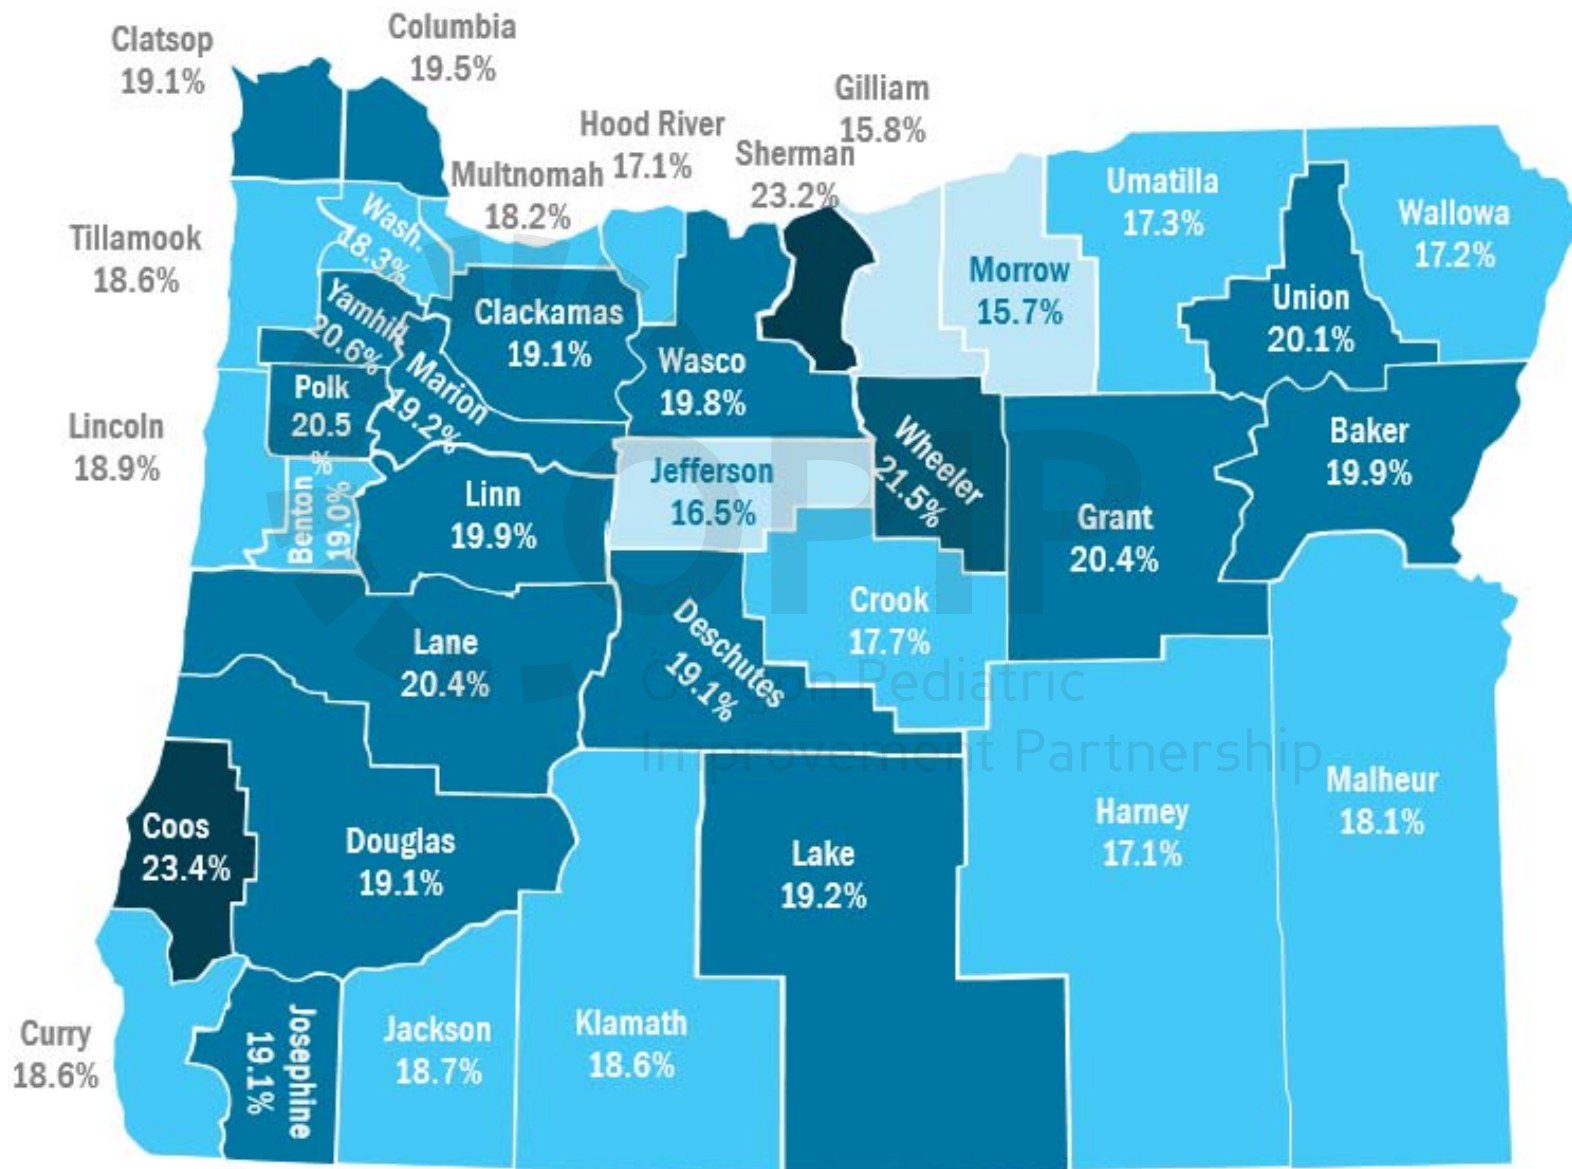 Clatsop
19.1%
Columbia
19.5%
Hood River
17.1%
Gilliam
15.8%
Sherman
23.2%
Multnomah
18.2%
Umatilla
17.3%
Wallowa
17.2%
Tillamook
18.6%
Wash.
18.3%
Morrow
15.7%
Union
20.1%
Yamhill
20.6%
Clackamas
19.1%
Wasco
19.8%
Marion
19.2%
Polk
20.5
%
Lincoln
18.9%
Benton
19.0%
Linn
19.9%
Jefferson
16.5%
Wheeler
21.5%
Baker
19.9%
Grant
20.4%
OPIP
Crook
17.7%
Lane
20.4%
Deschutes
19.1%
Oregon Pediatric
Improvement Partnership
Coos
23.4%
Douglas
19.1%
Lake
19.2%
Harney
17.1%
Malheur
18.1%
Curry
18.6%
Josephine
19.1%
Jackson
18.7%
Klamath
18.6%